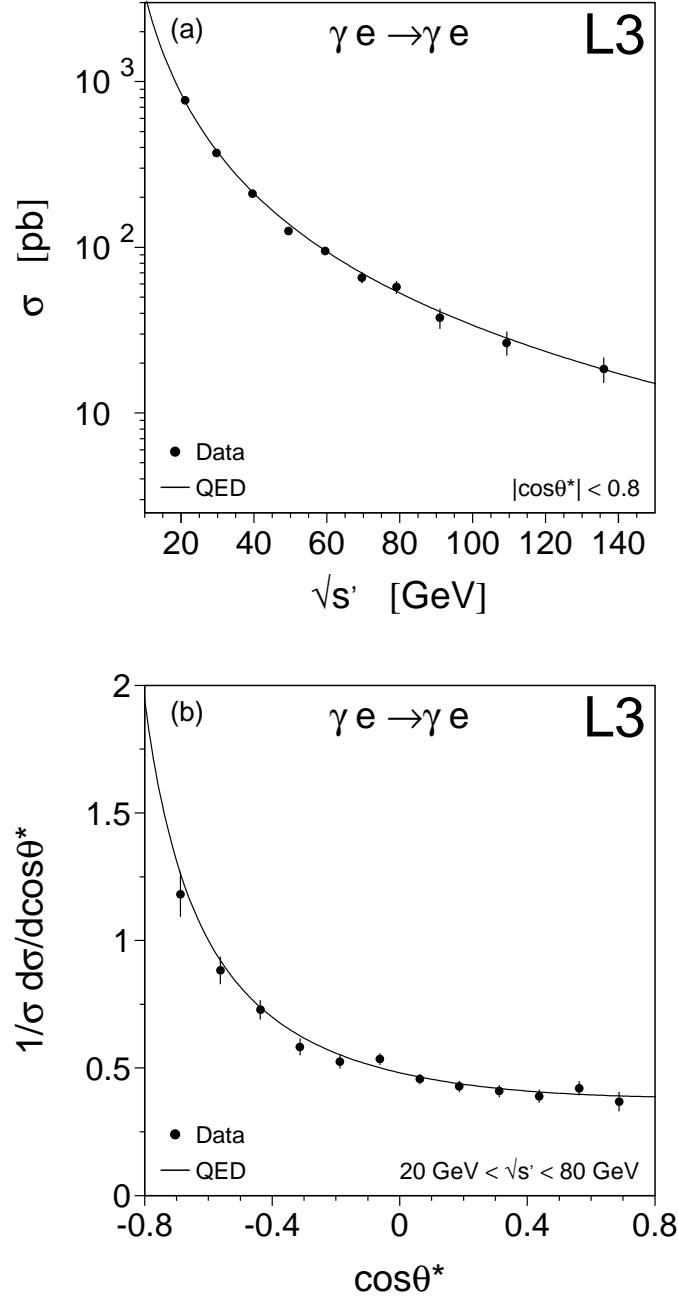 (a) γ e →γ e L3
10 3
10 2
10
σ [pb]
Data
QED
|cosθ*| < 0.8
20 40 60 80 100 120 140
√s’ [GeV]
(b) γ e →γ e L3
2
1.5
1
0.5
0
1/σ dσ/dcosθ*
Data
QED
20 GeV < √s’ < 80 GeV
-0.8 -0.4 0 0.4 0.8
cosθ*